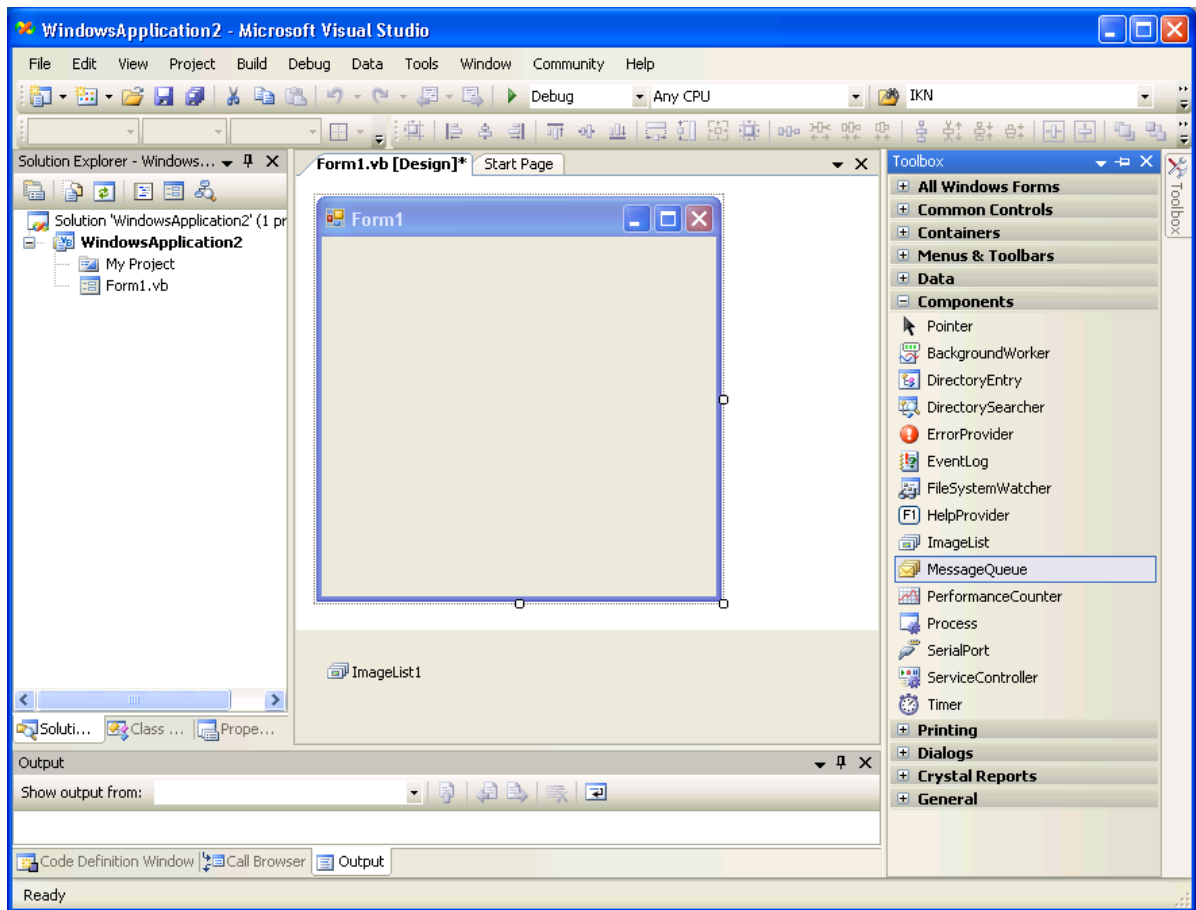 WindowsApplication2 - Microsoft Visual Studio
File Edit View Project Build Debug Data Tools Window Community Help
Debug Any CPU IKN
Solution Explorer - Windows...
Form1.vb [Design]* Start Page
Toolbox
Toolbox
Solution 'WindowsApplication2' (1 pr
WindowsApplication2
My Project
Form1.vb
Form1
All Windows Forms
Common Controls
Containers
Menus & Toolbars
Data
Components
Pointer
BackgroundWorker
DirectoryEntry
DirectorySearcher
ErrorProvider
EventLog
FileSystemWatcher
HelpProvider
ImageList
MessageQueue
PerformanceCounter
Process
SerialPort
ServiceController
Timer
Printing
Dialogs
Crystal Reports
General
ImageList1
Soluti... Class ... Prope...
Output
Show output from:
Code Definition Window Call Browser Output
Ready